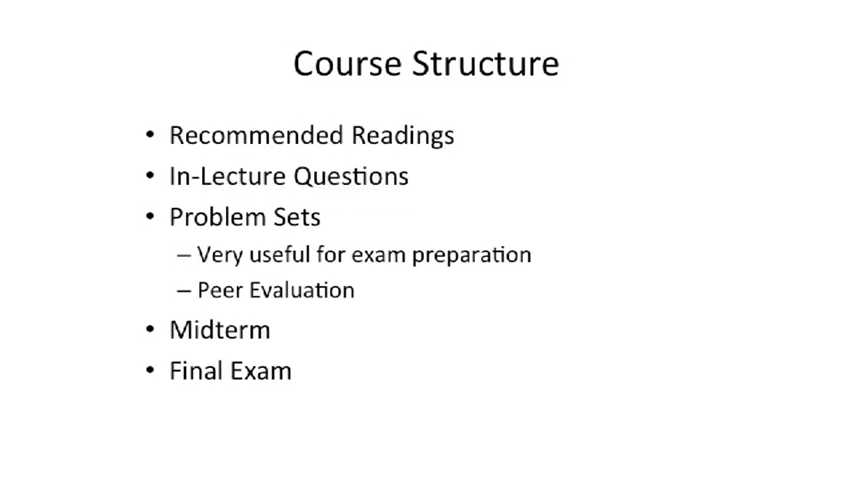 Course Structure
• Recommended Readings
• In-Lecture Questions
• Problem Sets
– Very useful for exam preparation
– Peer Evaluation
• Midterm
• Final Exam